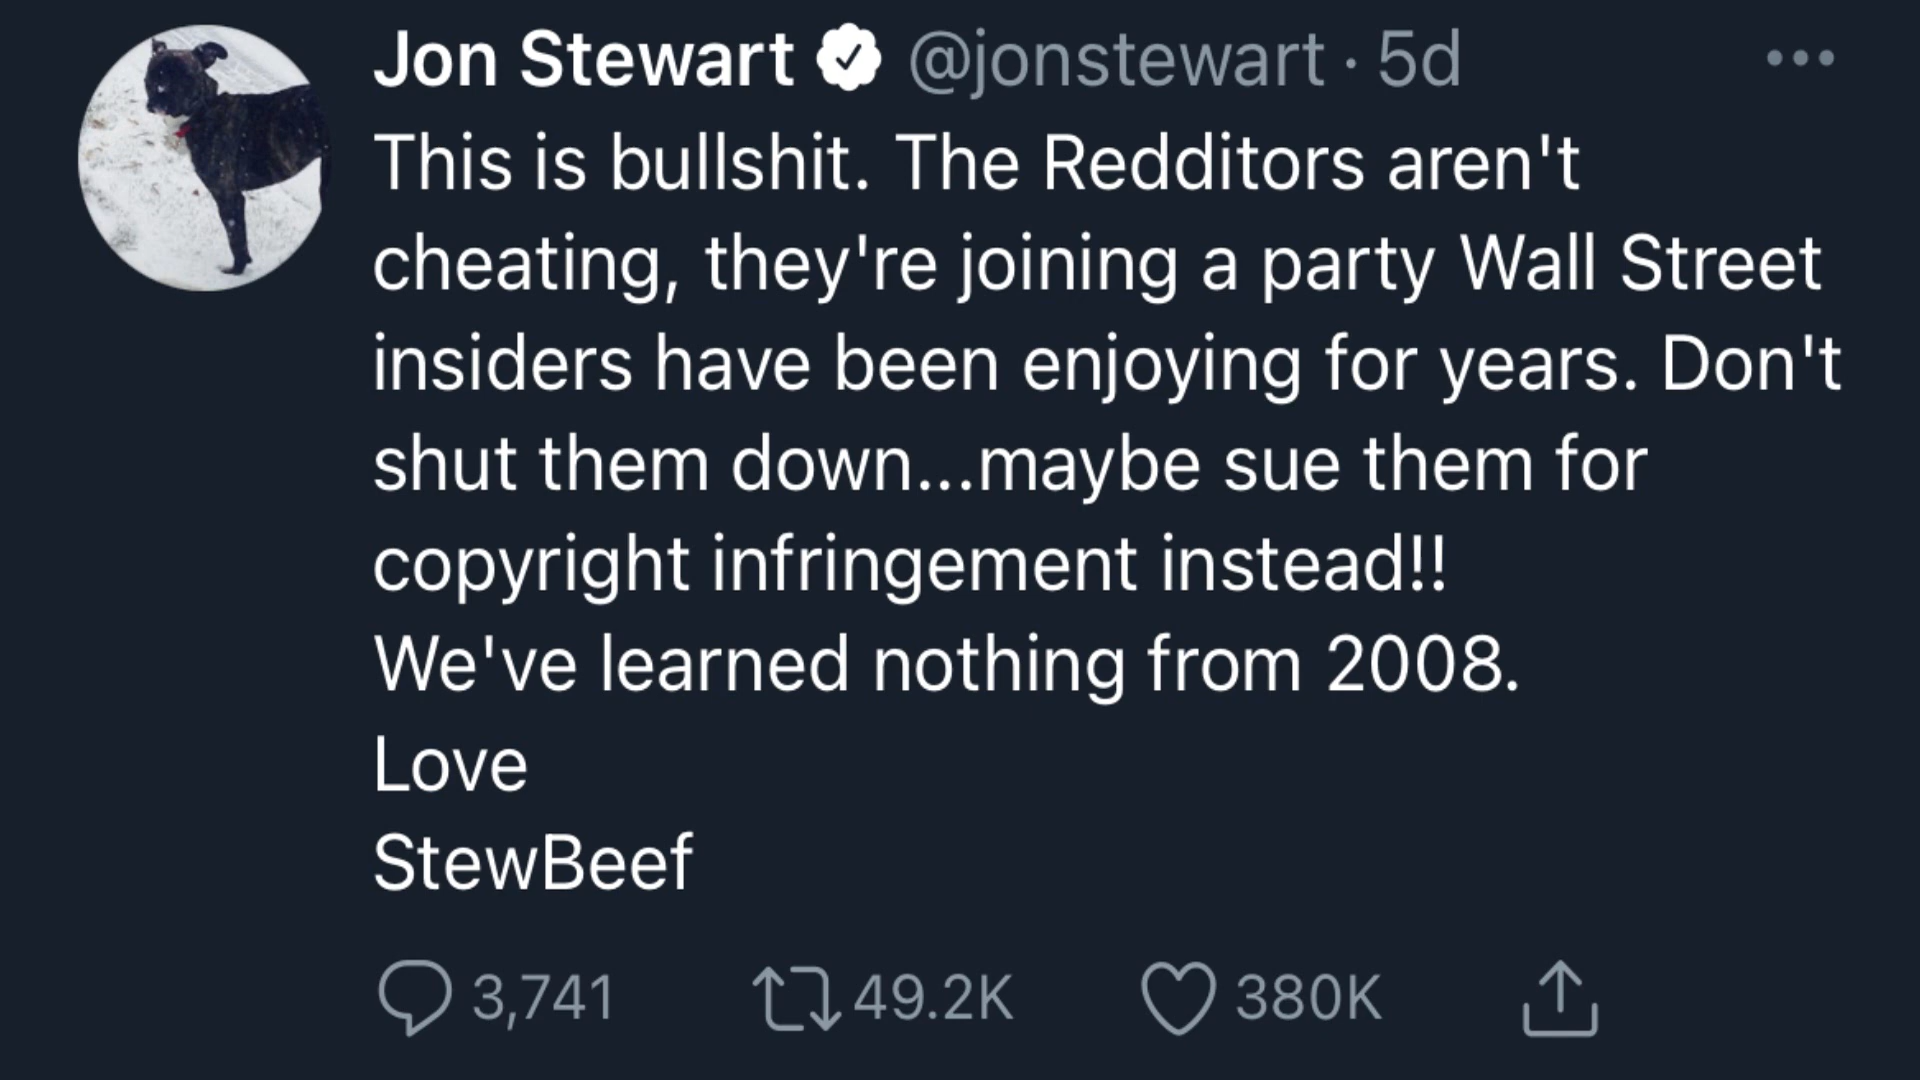 Jon Stewart @jonstewart · 5d
This is bullshit. The Redditors aren't
cheating, they're joining a party Wall Street
insiders have been enjoying for years. Don't
shut them down...maybe sue them for
copyright infringement instead!!
We've learned nothing from 2008.
Love
StewBeef
3,741 49.2K 380K